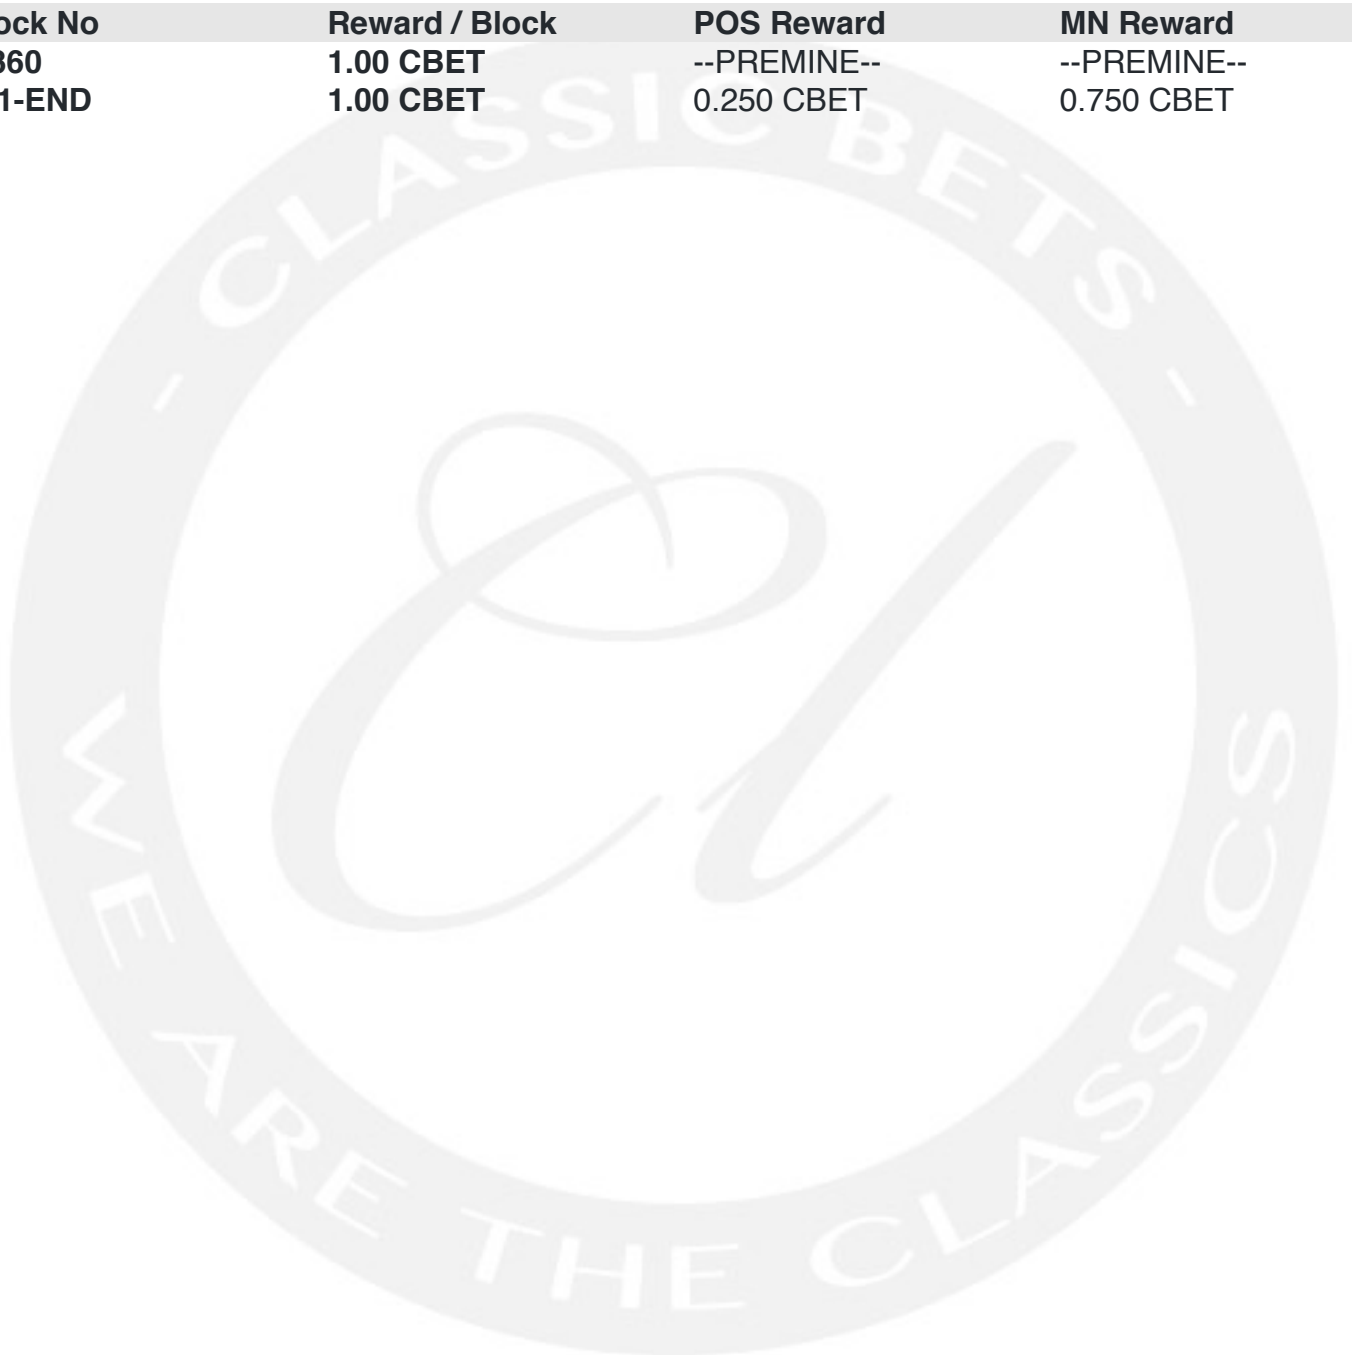 ock No Reward / Block POS Reward MN Reward
360 1.00 CBET --PREMINE-- --PREMINE--
1-END 1.00 CBET 0.250 CBET 0.750 CBET
- CLASSIC BETS -
Cl
WE ARE THE CLASSICS